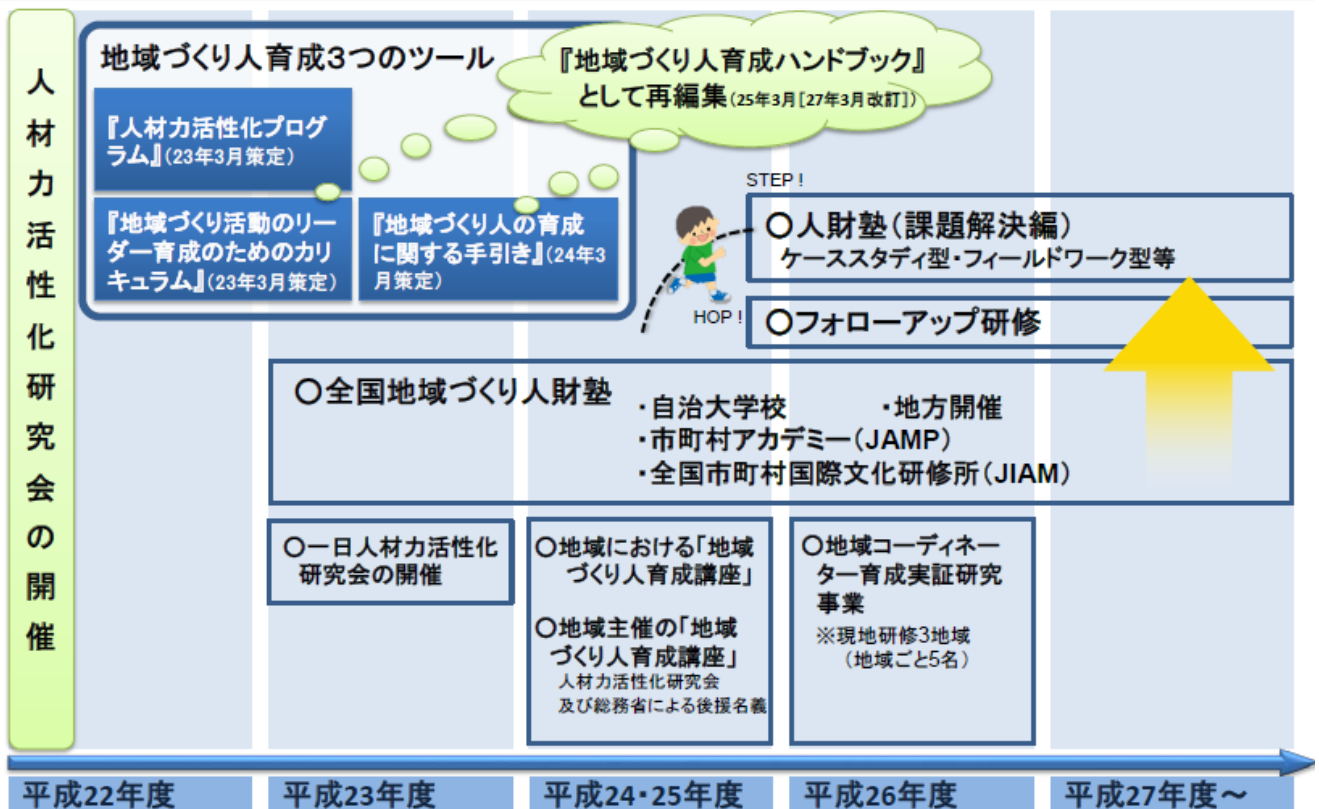 人材力活性化研究会の開催
地域づくり人育成3つのツール
『人材力活性化プログ
ラム』(23年3月策定)
『地域づくり活動のリー
ダー育成のためのカリ
キュラム』(23年3月策定)
『地域づくり人の育成
に関する手引き』(24年3
月策定)
『地域づくり人育成ハンドブック』
として再編集(25年3月[27年3月改訂])
STEP!
○人財塾(課題解決編)
ケーススタディ型・フィールドワーク型等
HOP!
○フォローアップ研修
○全国地域づくり人財塾
・自治大学校 ・地方開催
・市町村アカデミー(JAMP)
・全国市町村国際文化研修所(JIAM)
○一日人材力活性化
研究会の開催
○地域における「地域
づくり人育成講座」
○地域主催の「地域
づくり人育成講座」
人材力活性化研究会
及び総務省による後援名義
○地域コーディネー
ター育成実証研究
事業
※現地研修3地域
(地域ごと5名)
平成22年度
平成23年度
平成24・25年度
平成26年度
平成27年度～